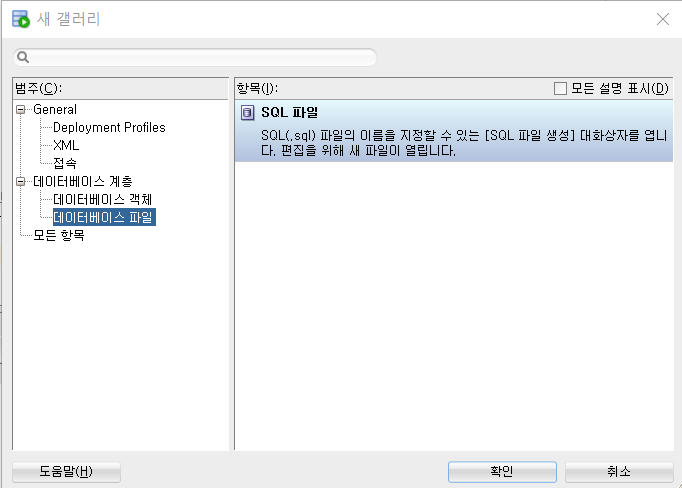 새 갤러리
범주(C):
General
Deployment Profiles
XML
접속
데이터베이스 계층
데이터베이스 객체
데이터베이스 파일
모든 항목
항목(I):
모든 설명 표시(D)
SQL 파일
SQL(.sql) 파일의 이름을 지정할 수 있는 [SQL 파일 생성] 대화상자를 엽니
다. 편집을 위해 새 파일이 열립니다.
도움말(H)
확인
취소